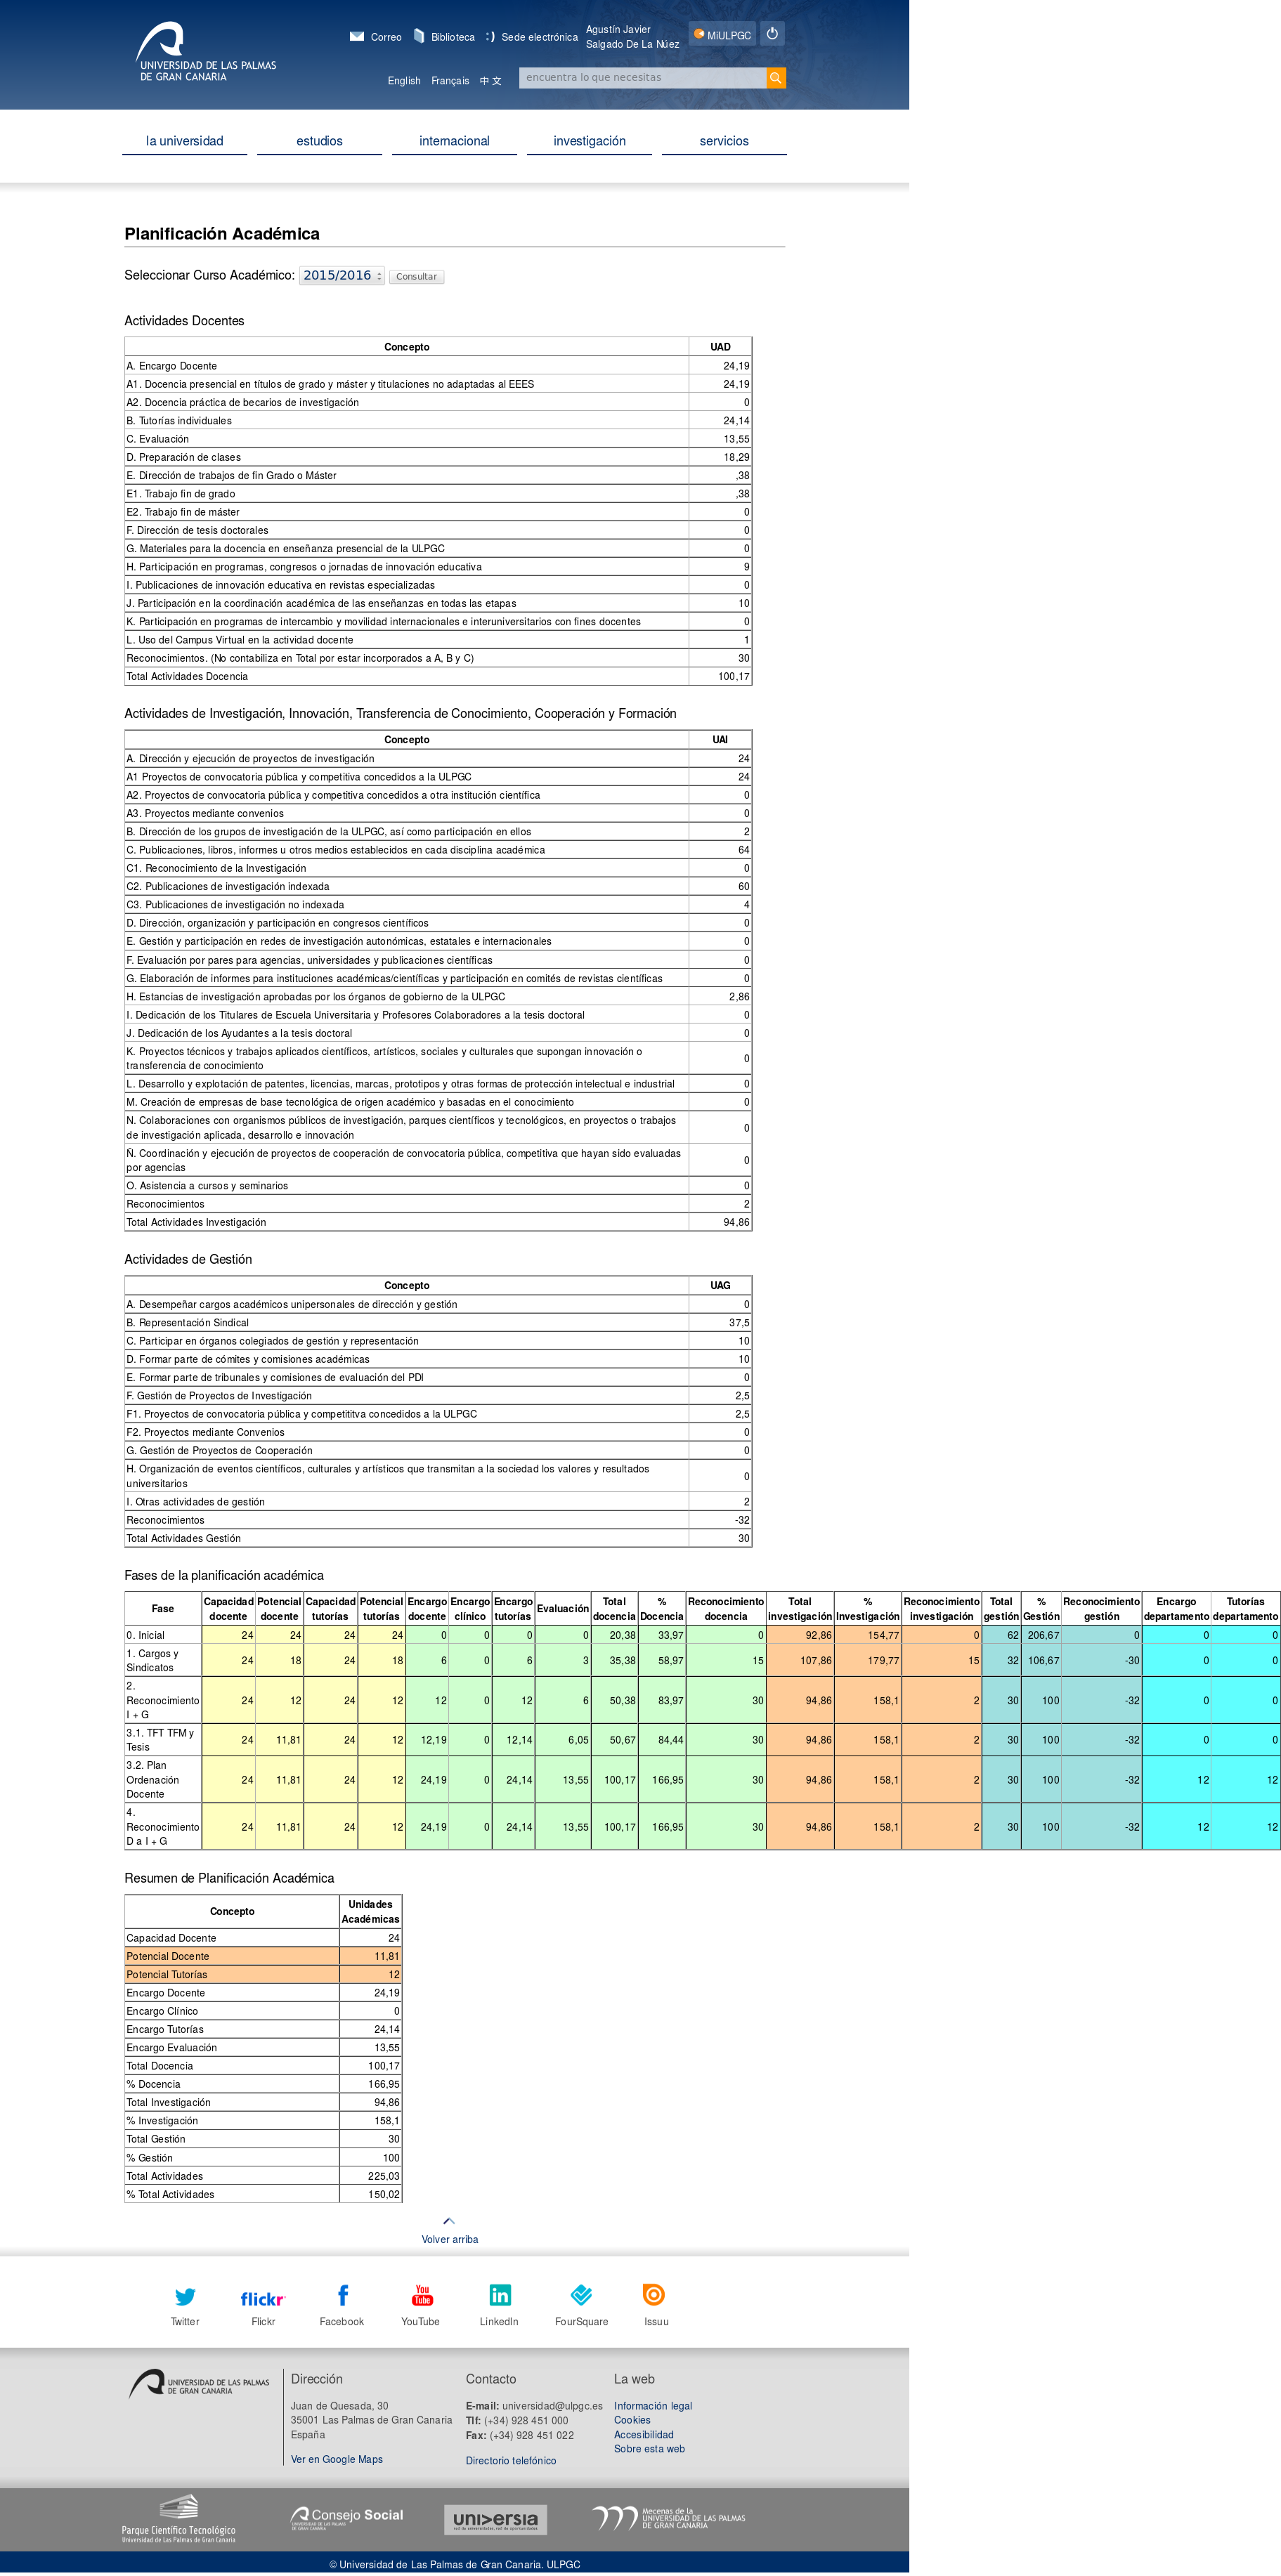 UNIVERSIDAD DE LAS PALMAS
DE GRAN CANARIA
Correo Biblioteca Sede electrónica Agustín Javier
Salgado De La Núez
MiULPGC
English Français 中 文 encuentra lo que necesitas
la universidad estudios internacional investigación servicios
Planificación Académica
Seleccionar Curso Académico: 2015/2016 Consultar
Actividades Docentes
Concepto UAD
A. Encargo Docente 24,19
A1. Docencia presencial en títulos de grado y máster y titulaciones no adaptadas al EEES 24,19
A2. Docencia práctica de becarios de investigación 0
B. Tutorías individuales 24,14
C. Evaluación 13,55
D. Preparación de clases 18,29
E. Dirección de trabajos de fin Grado o Máster ,38
E1. Trabajo fin de grado ,38
E2. Trabajo fin de máster 0
F. Dirección de tesis doctorales 0
G. Materiales para la docencia en enseñanza presencial de la ULPGC 0
H. Participación en programas, congresos o jornadas de innovación educativa 9
I. Publicaciones de innovación educativa en revistas especializadas 0
J. Participación en la coordinación académica de las enseñanzas en todas las etapas 10
K. Participación en programas de intercambio y movilidad internacionales e interuniversitarios con fines docentes 0
L. Uso del Campus Virtual en la actividad docente 1
Reconocimientos. (No contabiliza en Total por estar incorporados a A, B y C) 30
Total Actividades Docencia 100,17
Actividades de Investigación, Innovación, Transferencia de Conocimiento, Cooperación y Formación
Concepto UAI
A. Dirección y ejecución de proyectos de investigación 24
A1 Proyectos de convocatoria pública y competitiva concedidos a la ULPGC 24
A2. Proyectos de convocatoria pública y competitiva concedidos a otra institución científica 0
A3. Proyectos mediante convenios 0
B. Dirección de los grupos de investigación de la ULPGC, así como participación en ellos 2
C. Publicaciones, libros, informes u otros medios establecidos en cada disciplina académica 64
C1. Reconocimiento de la Investigación 0
C2. Publicaciones de investigación indexada 60
C3. Publicaciones de investigación no indexada 4
D. Dirección, organización y participación en congresos científicos 0
E. Gestión y participación en redes de investigación autonómicas, estatales e internacionales 0
F. Evaluación por pares para agencias, universidades y publicaciones científicas 0
G. Elaboración de informes para instituciones académicas/científicas y participación en comités de revistas científicas 0
H. Estancias de investigación aprobadas por los órganos de gobierno de la ULPGC 2,86
I. Dedicación de los Titulares de Escuela Universitaria y Profesores Colaboradores a la tesis doctoral 0
J. Dedicación de los Ayudantes a la tesis doctoral 0
K. Proyectos técnicos y trabajos aplicados científicos, artísticos, sociales y culturales que supongan innovación o
transferencia de conocimiento 0
L. Desarrollo y explotación de patentes, licencias, marcas, prototipos y otras formas de protección intelectual e industrial 0
M. Creación de empresas de base tecnológica de origen académico y basadas en el conocimiento 0
N. Colaboraciones con organismos públicos de investigación, parques científicos y tecnológicos, en proyectos o trabajos
de investigación aplicada, desarrollo e innovación 0
Ñ. Coordinación y ejecución de proyectos de cooperación de convocatoria pública, competitiva que hayan sido evaluadas
por agencias 0
O. Asistencia a cursos y seminarios 0
Reconocimientos 2
Total Actividades Investigación 94,86
Actividades de Gestión
Concepto UAG
A. Desempeñar cargos académicos unipersonales de dirección y gestión 0
B. Representación Sindical 37,5
C. Participar en órganos colegiados de gestión y representación 10
D. Formar parte de cómites y comisiones académicas 10
E. Formar parte de tribunales y comisiones de evaluación del PDI 0
F. Gestión de Proyectos de Investigación 2,5
F1. Proyectos de convocatoria pública y competititva concedidos a la ULPGC 2,5
F2. Proyectos mediante Convenios 0
G. Gestión de Proyectos de Cooperación 0
H. Organización de eventos científicos, culturales y artísticos que transmitan a la sociedad los valores y resultados
universitarios 0
I. Otras actividades de gestión 2
Reconocimientos -32
Total Actividades Gestión 30
Fases de la planificación académica
Fase Capacidad docente Potencial docente Capacidad tutorías Potencial tutorías Encargo docente Encargo clínico Encargo tutorías Evaluación Total docencia % Docencia Reconocimiento docencia Total investigación % Investigación Reconocimiento investigación Total gestión % Gestión Reconocimiento gestión Encargo departamento Tutorías departamento
0. Inicial 24 24 24 24 0 0 0 0 20,38 33,97 0 92,86 154,77 0 62 206,67 0 0 0
1. Cargos y Sindicatos 24 18 24 18 6 0 6 3 35,38 58,97 15 107,86 179,77 15 32 106,67 -30 0 0
2. Reconocimiento I + G 24 12 24 12 12 0 12 6 50,38 83,97 30 94,86 158,1 2 30 100 -32 0 0
3.1. TFT TFM y Tesis 24 11,81 24 12 12,19 0 12,14 6,05 50,67 84,44 30 94,86 158,1 2 30 100 -32 0 0
3.2. Plan Ordenación Docente 24 11,81 24 12 24,19 0 24,14 13,55 100,17 166,95 30 94,86 158,1 2 30 100 -32 12 12
4. Reconocimiento D a I + G 24 11,81 24 12 24,19 0 24,14 13,55 100,17 166,95 30 94,86 158,1 2 30 100 -32 12 12
Resumen de Planificación Académica
Concepto Unidades Académicas
Capacidad Docente 24
Potencial Docente 11,81
Potencial Tutorías 12
Encargo Docente 24,19
Encargo Clínico 0
Encargo Tutorías 24,14
Encargo Evaluación 13,55
Total Docencia 100,17
% Docencia 166,95
Total Investigación 94,86
% Investigación 158,1
Total Gestión 30
% Gestión 100
Total Actividades 225,03
% Total Actividades 150,02
Volver arriba
flickr You Tube
Twitter Flickr Facebook YouTube LinkedIn FourSquare Issuu
UNIVERSIDAD DE LAS PALMAS
DE GRAN CANARIA
Dirección
Juan de Quesada, 30
35001 Las Palmas de Gran Canaria
España
Ver en Google Maps
Contacto
E-mail: universidad@ulpgc.es
Tlf: (+34) 928 451 000
Fax: (+34) 928 451 022
Directorio telefónico
La web
Información legal
Cookies
Accesibilidad
Sobre esta web
Parque Científico Tecnológico
Universidad de Las Palmas de Gran Canaria
Consejo Social
UNIVERSIDAD DE LAS PALMAS
DE GRAN CANARIA
universia
red de universidades, red de oportunidades
Mecenas de la
UNIVERSIDAD DE LAS PALMAS
DE GRAN CANARIA
© Universidad de Las Palmas de Gran Canaria. ULPGC